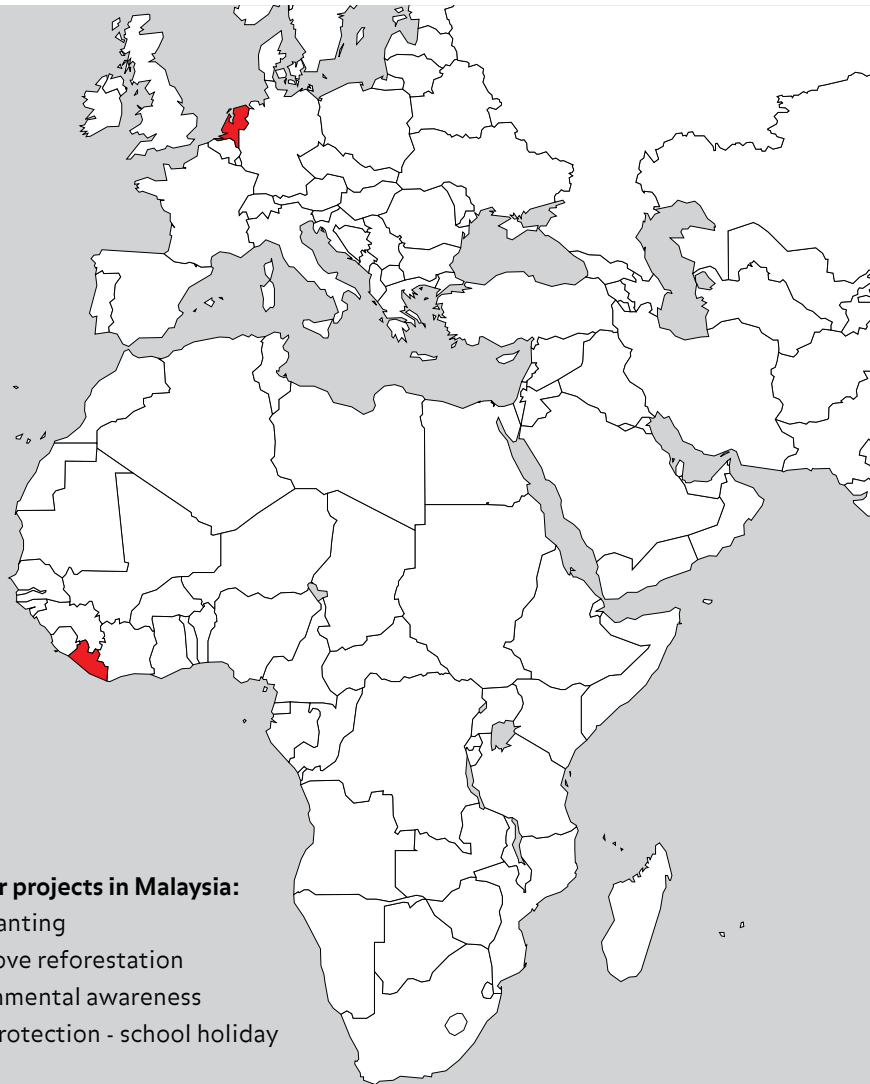 r projects in Malaysia:
anting
ove reforestation
nmental awareness
rotection - school holiday